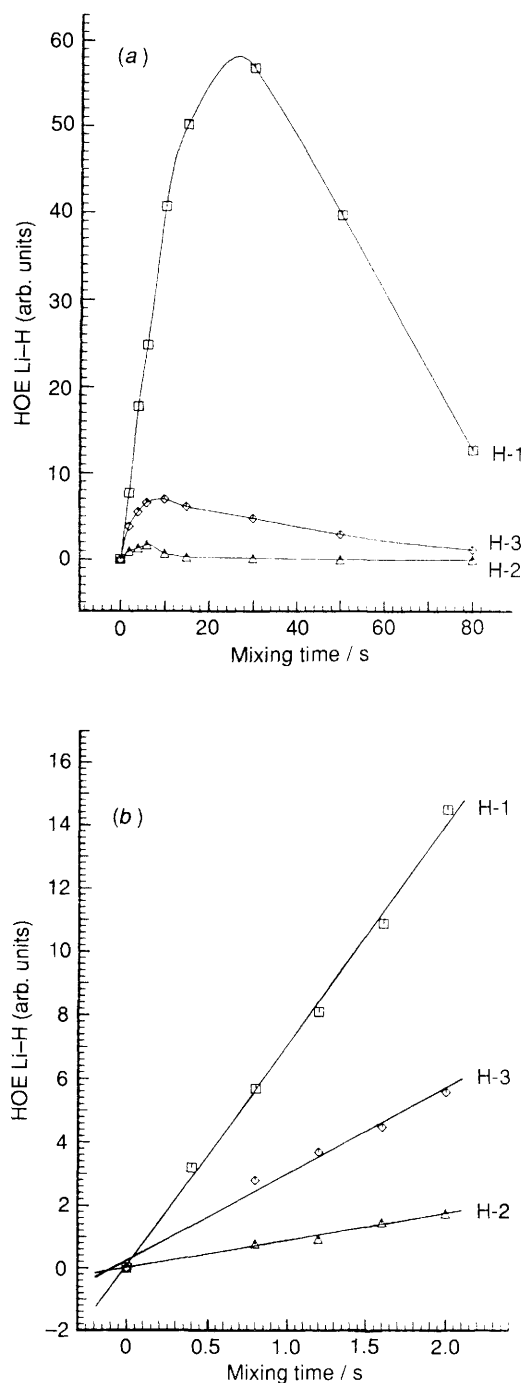 (a)
60
50
40
30
20
10
0
HOE Li–H (arb. units)
H-1
H-3
H-2
0 20 40 60 80
Mixing time / s
(b)
16
14
12
10
8
6
4
2
0
–2
HOE Li–H (arb. units)
H-1
H-3
H-2
0 0.5 1.0 1.5 2.0
Mixing time / s